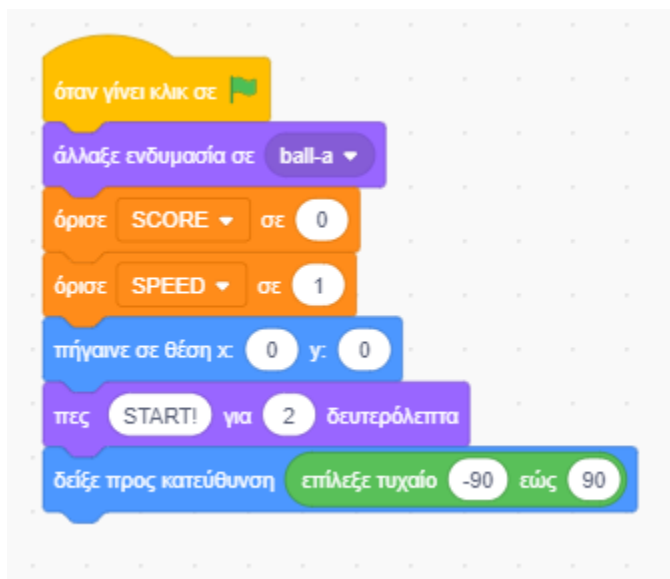 όταν γίνει κλικ σε
άλλαξε ενδυμασία σε ball-a
όρισε SCORE σε 0
όρισε SPEED σε 1
πήγαινε σε θέση x: 0 y: 0
πες START! για 2 δευτερόλεπτα
δείξε προς κατεύθυνση επίλεξε τυχαίο -90 εώς 90